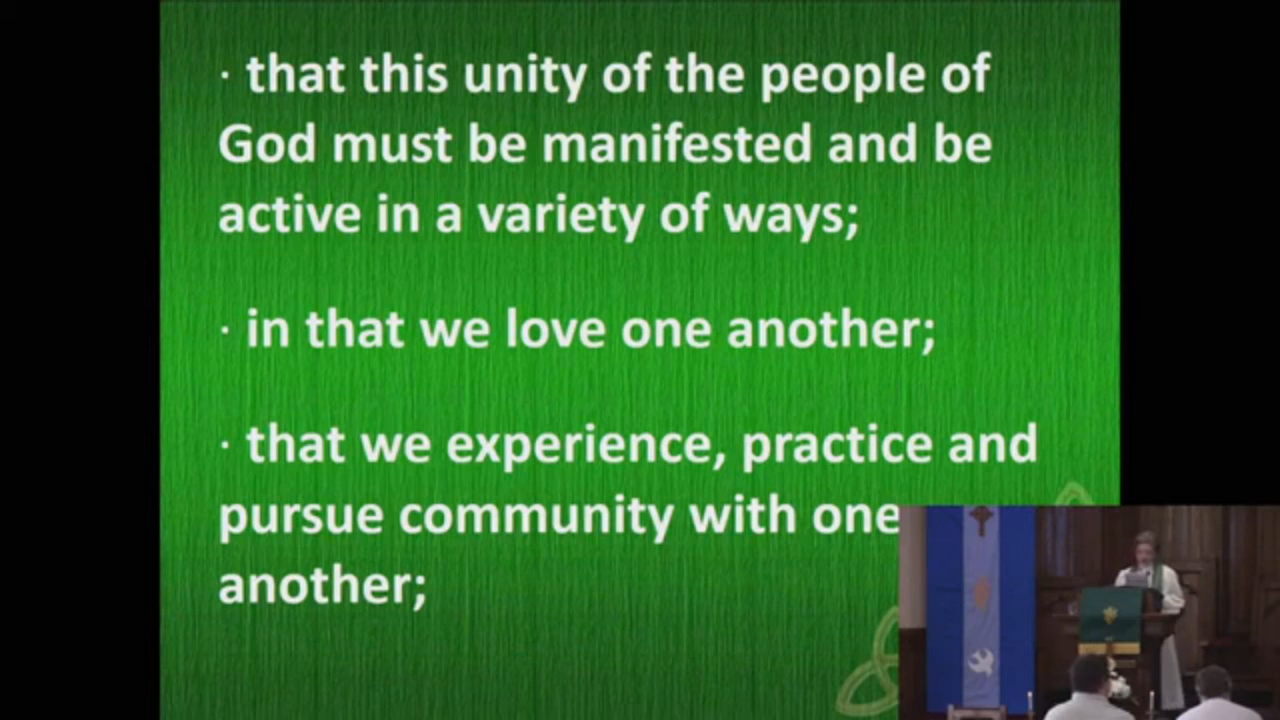 · that this unity of the people of
God must be manifested and be
active in a variety of ways;
· in that we love one another;
· that we experience, practice and
pursue community with one
another;